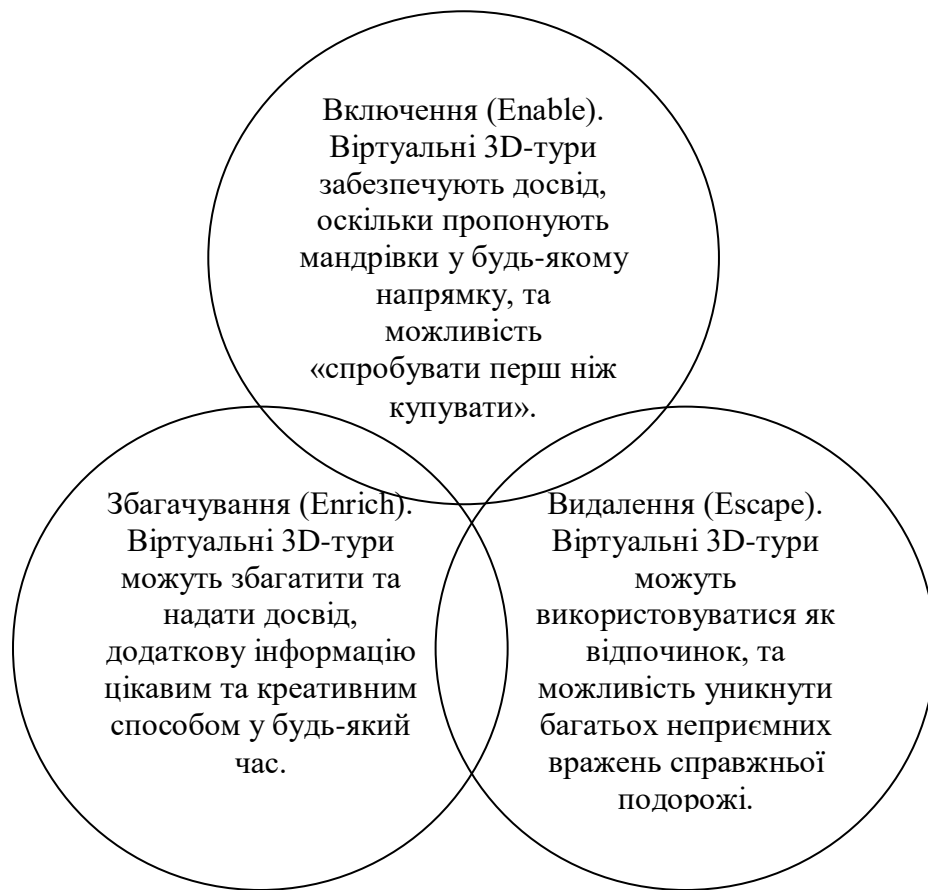 Включення (Enable).
Віртуальні 3D-тури
забезпечують досвід,
оскільки пропонують
мандрівки у будь-якому
напрямку, та
можливість
«спробувати перш ніж
купувати».
Збагачування (Enrich).
Віртуальні 3D-тури
можуть збагатити та
надати досвід,
додаткову інформацію
цікавим та креативним
способом у будь-який
час.
Видалення (Escape).
Віртуальні 3D-тури
можуть
використовуватися як
відпочинок, та
можливість уникнути
багатьох неприємних
вражень справжньої
подорожі.